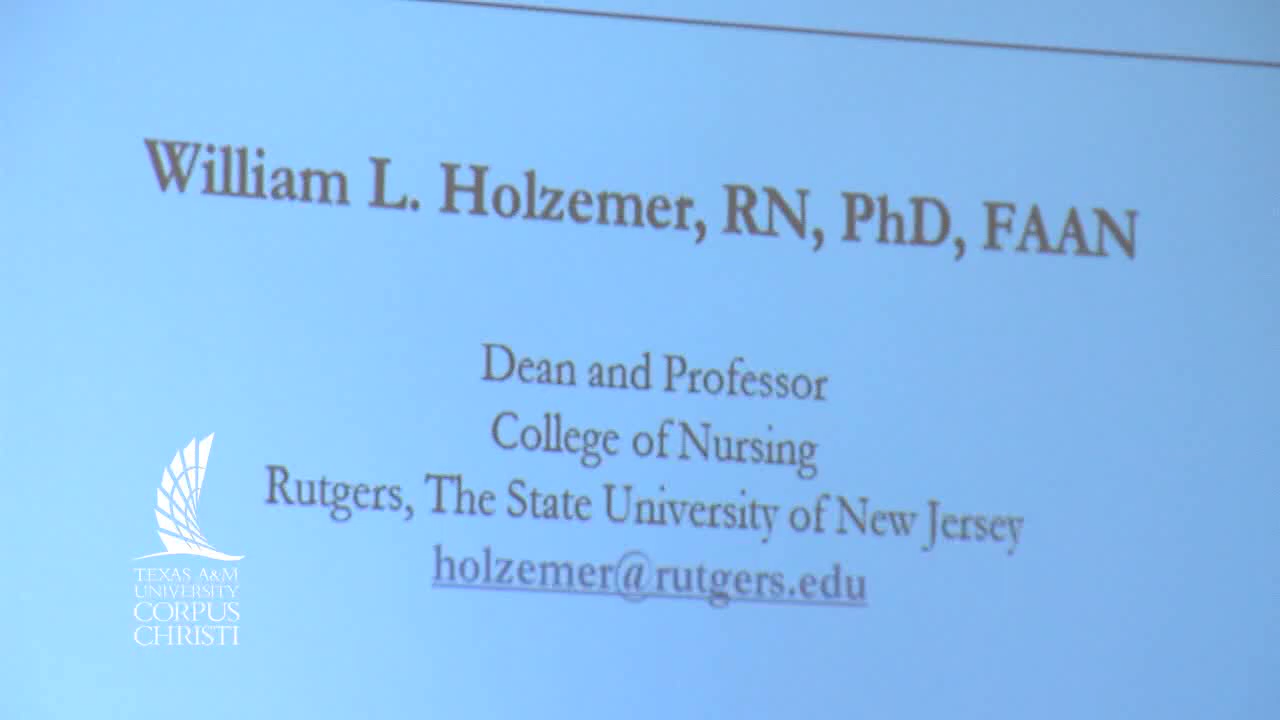 William L. Holzemer, RN, PhD, FAAN
Dean and Professor
College of Nursing
Rutgers, The State University of New Jersey
holzemer@rutgers.edu
TEXAS A&M
UNIVERSITY
CORPUS
CHRISTI